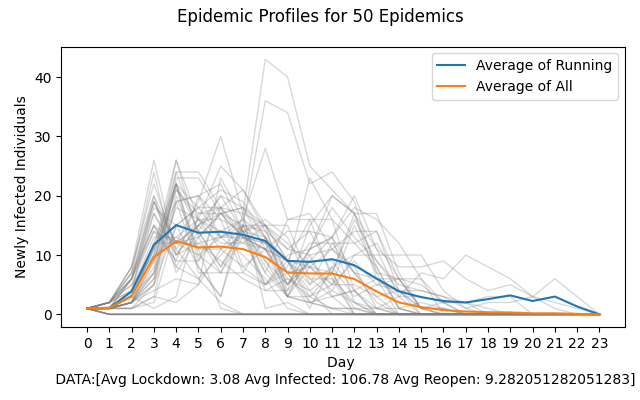 Epidemic Profiles for 50 Epidemics
Average of Running
Average of All
Newly Infected Individuals
40
30
20
10
0
0 1 2 3 4 5 6 7 8 9 10 11 12 13 14 15 16 17 18 19 20 21 22 23
Day
DATA:[Avg Lockdown: 3.08 Avg Infected: 106.78 Avg Reopen: 9.282051282051283]